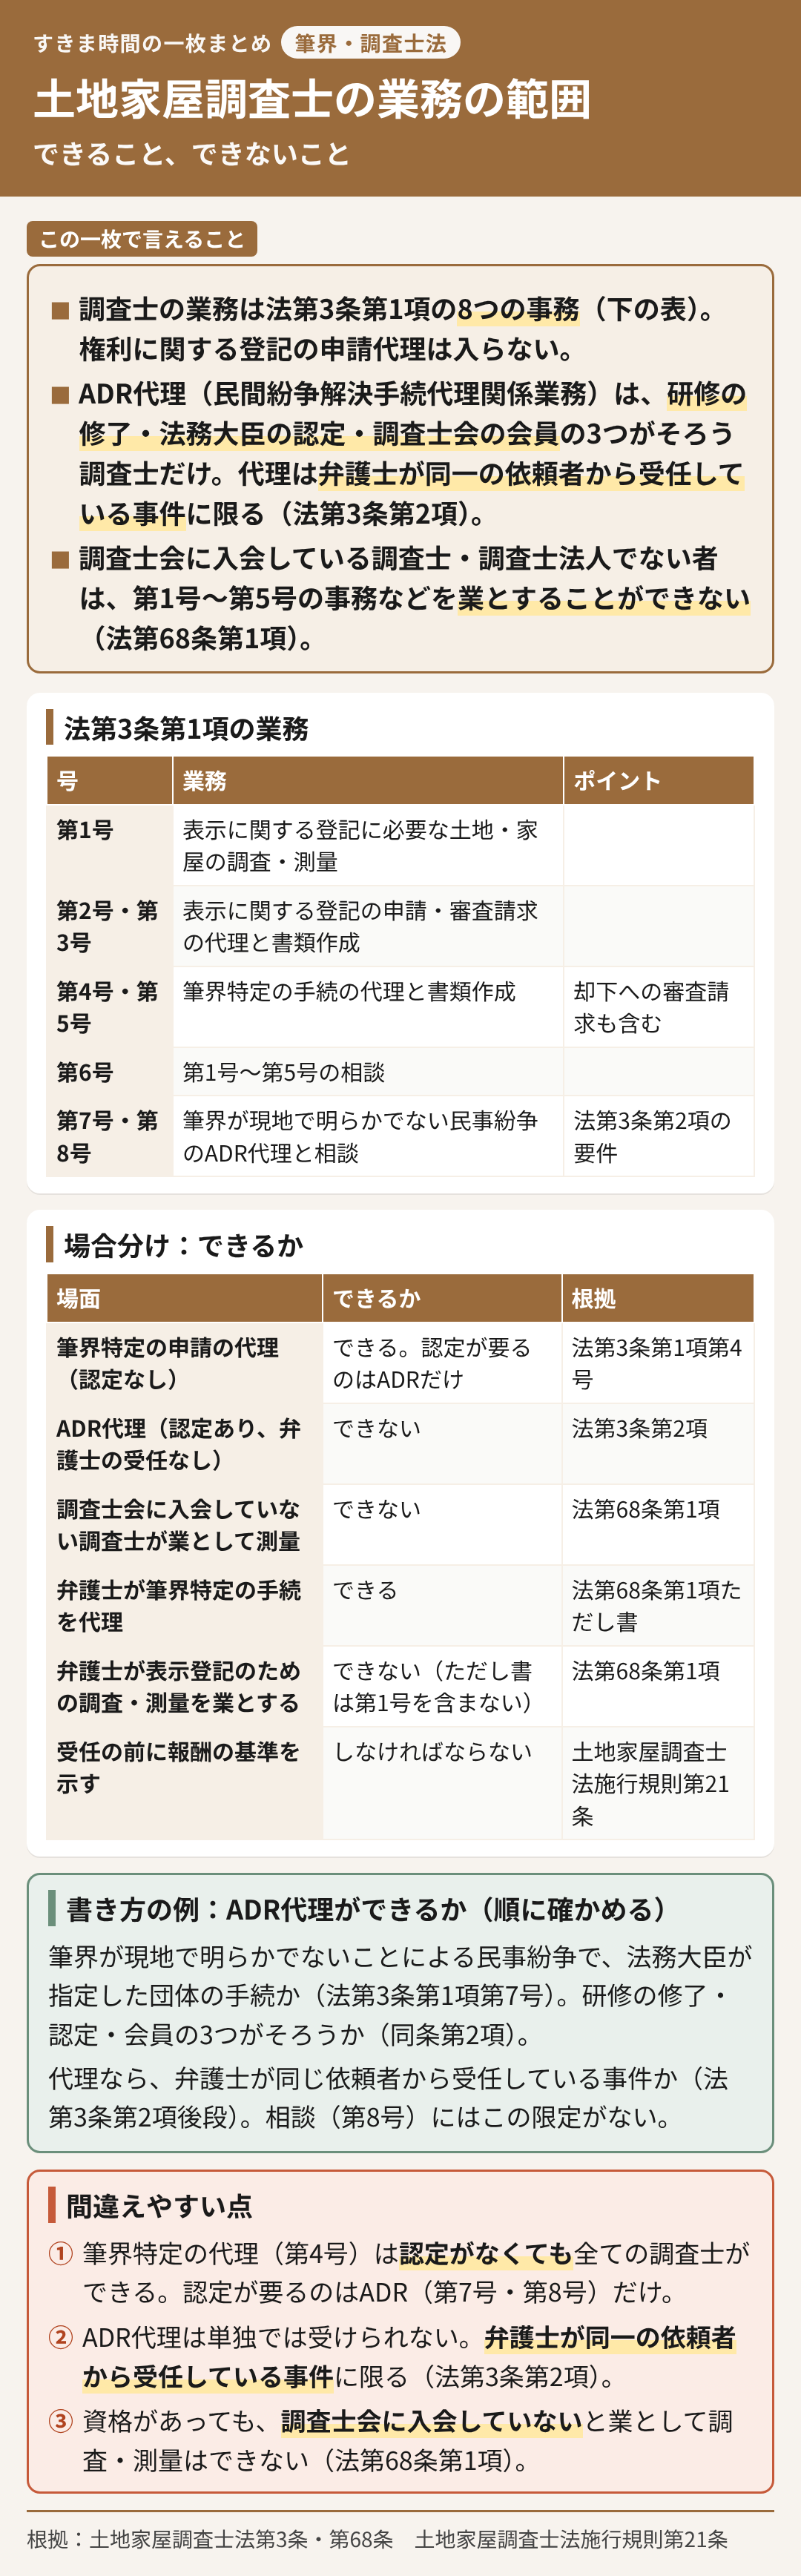 すきま時間の一枚まとめ 筆界・調査士法
土地家屋調査士の業務の範囲
できること、できないこと
この一枚で言えること
■ 調査士の業務は法第3条第1項の8つの事務（下の表）。
権利に関する登記の申請代理は入らない。
■ ADR代理（民間紛争解決手続代理関係業務）は、研修の
修了・法務大臣の認定・調査士会の会員の3つがそろう
調査士だけ。代理は弁護士が同一の依頼者から受任して
いる事件に限る（法第3条第2項）。
■ 調査士会に入会している調査士・調査士法人でない者
は、第1号～第5号の事務などを業とすることができない
（法第68条第1項）。
法第3条第1項の業務
号 業務 ポイント
第1号 表示に関する登記に必要な土地・家
屋の調査・測量
第2号・第 表示に関する登記の申請・審査請求
3号 の代理と書類作成
第4号・第 筆界特定の手続の代理と書類作成 却下への審査請
5号 求も含む
第6号 第1号～第5号の相談
第7号・第 筆界が現地で明らかでない民事紛争 法第3条第2項の
8号 のADR代理と相談 要件
場合分け：できるか
場面 できるか 根拠
筆界特定の申請の代理 できる。認定が要る 法第3条第1項第4
（認定なし） のはADRだけ 号
ADR代理（認定あり、弁 できない 法第3条第2項
護士の受任なし）
調査士会に入会していな できない 法第68条第1項
い調査士が業として測量
弁護士が筆界特定の手続 できる 法第68条第1項た
を代理 だし書
弁護士が表示登記のため できない（ただし書 法第68条第1項
の調査・測量を業とする は第1号を含まない）
受任の前に報酬の基準を しなければならない 土地家屋調査士
示す 法施行規則第21
条
書き方の例：ADR代理ができるか（順に確かめる）
筆界が現地で明らかでないことによる民事紛争で、法務大臣が
指定した団体の手続か（法第3条第1項第7号）。研修の修了・
認定・会員の3つがそろうか（同条第2項）。
代理なら、弁護士が同じ依頼者から受任している事件か（法
第3条第2項後段）。相談（第8号）にはこの限定がない。
間違えやすい点
① 筆界特定の代理（第4号）は認定がなくても全ての調査士が
できる。認定が要るのはADR（第7号・第8号）だけ。
② ADR代理は単独では受けられない。弁護士が同一の依頼者
から受任している事件に限る（法第3条第2項）。
③ 資格があっても、調査士会に入会していないと業として調
査・測量はできない（法第68条第1項）。
根拠：土地家屋調査士法第3条・第68条 土地家屋調査士法施行規則第21条